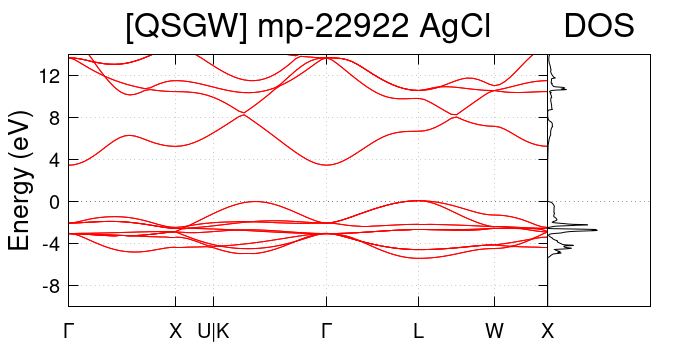 [QSGW] mp-22922 AgCl DOS
Energy (eV)
12
8
4
0
-4
-8
Γ X U|K Γ L W X